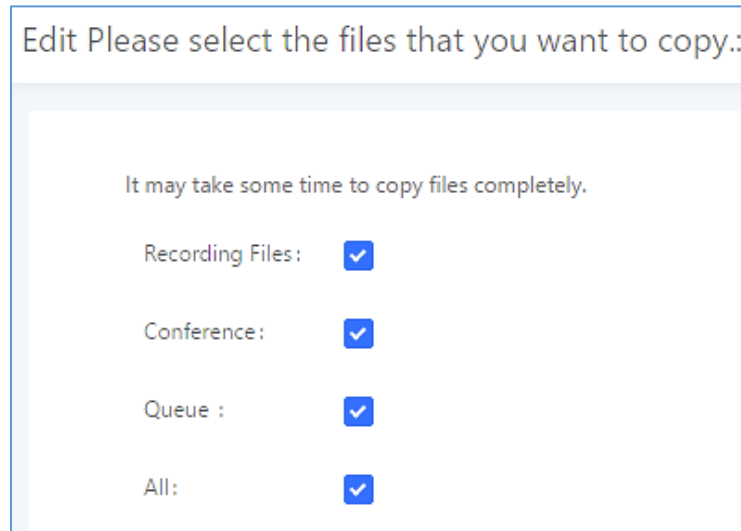 Edit Please select the files that you want to copy.:
It may take some time to copy files completely.
Recording Files:
Conference:
Queue :
All: